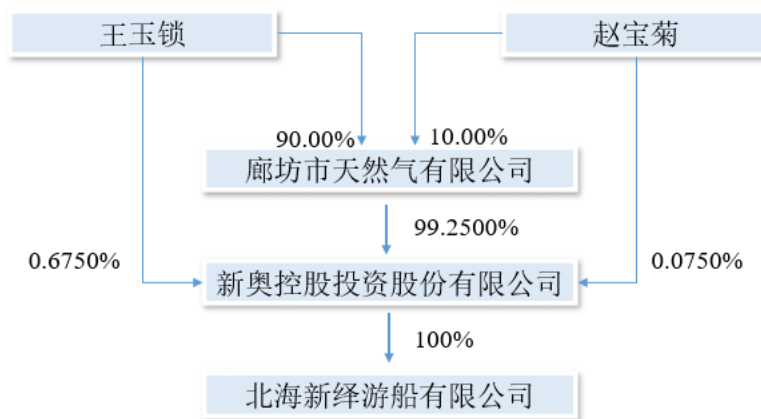 王玉锁
赵宝菊
90.00%
10.00%
廊坊市天然气有限公司
99.2500%
0.6750%
新奥控股投资股份有限公司
0.0750%
100%
北海新绎游船有限公司